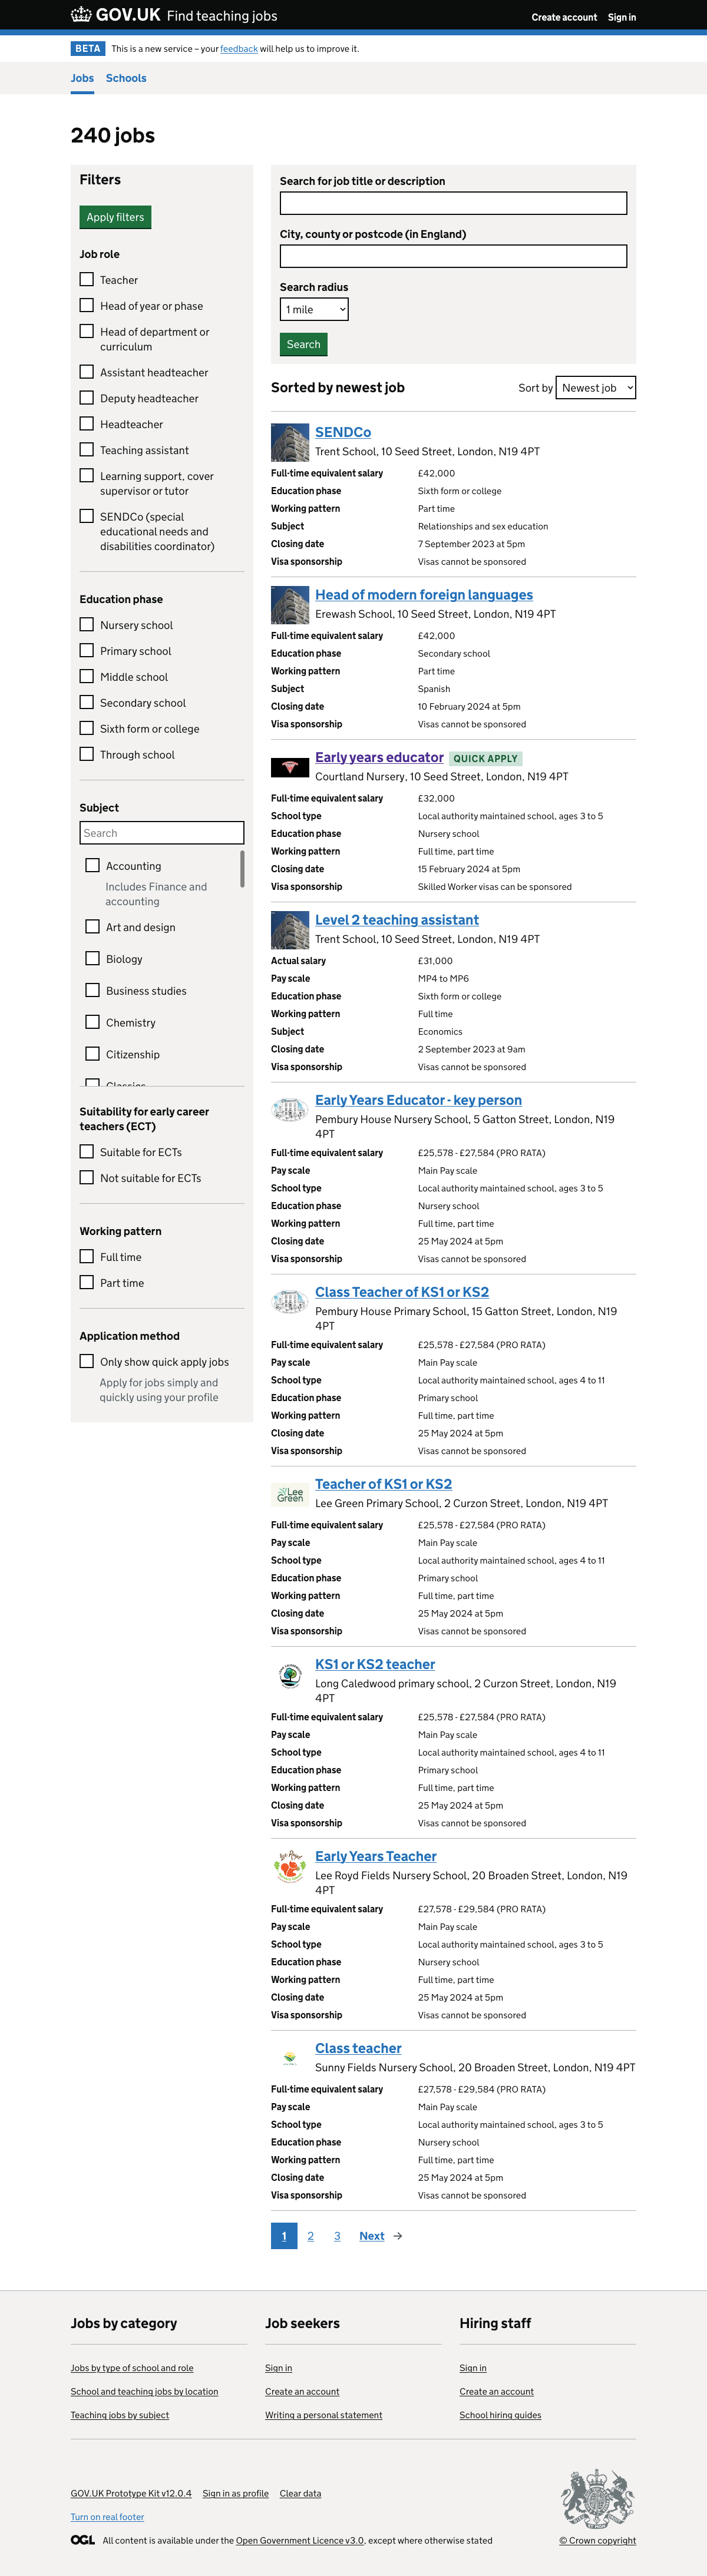 GOV.UK Find teaching jobs
Create account Sign in
BETA This is a new service – your feedback will help us to improve it.
Jobs Schools
240 jobs
Filters
Apply filters
Job role
Teacher
Head of year or phase
Head of department or
curriculum
Assistant headteacher
Deputy headteacher
Headteacher
Teaching assistant
Learning support, cover
supervisor or tutor
SENDCo (special
educational needs and
disabilities coordinator)
Education phase
Nursery school
Primary school
Middle school
Secondary school
Sixth form or college
Through school
Subject
Search
Accounting
Includes Finance and
accounting
Art and design
Biology
Business studies
Chemistry
Citizenship
Classics
Suitability for early career
teachers (ECT)
Suitable for ECTs
Not suitable for ECTs
Working pattern
Full time
Part time
Application method
Only show quick apply jobs
Apply for jobs simply and
quickly using your profile
Search for job title or description
City, county or postcode (in England)
Search radius
1 mile
Search
Sorted by newest job
Sort by Newest job
SENDCo
Trent School, 10 Seed Street, London, N19 4PT
Full-time equivalent salary £42,000
Education phase Sixth form or college
Working pattern Part time
Subject Relationships and sex education
Closing date 7 September 2023 at 5pm
Visa sponsorship Visas cannot be sponsored
Head of modern foreign languages
Erewash School, 10 Seed Street, London, N19 4PT
Full-time equivalent salary £42,000
Education phase Secondary school
Working pattern Part time
Subject Spanish
Closing date 10 February 2024 at 5pm
Visa sponsorship Visas cannot be sponsored
Early years educator QUICK APPLY
Courtland Nursery, 10 Seed Street, London, N19 4PT
Full-time equivalent salary £32,000
School type Local authority maintained school, ages 3 to 5
Education phase Nursery school
Working pattern Full time, part time
Closing date 15 February 2024 at 5pm
Visa sponsorship Skilled Worker visas can be sponsored
Level 2 teaching assistant
Trent School, 10 Seed Street, London, N19 4PT
Actual salary £31,000
Pay scale MP4 to MP6
Education phase Sixth form or college
Working pattern Full time
Subject Economics
Closing date 2 September 2023 at 9am
Visa sponsorship Visas cannot be sponsored
Early Years Educator - key person
Pembury House Nursery School, 5 Gatton Street, London, N19
4PT
Full-time equivalent salary £25,578 - £27,584 (PRO RATA)
Pay scale Main Pay scale
School type Local authority maintained school, ages 3 to 5
Education phase Nursery school
Working pattern Full time, part time
Closing date 25 May 2024 at 5pm
Visa sponsorship Visas cannot be sponsored
Class Teacher of KS1 or KS2
Pembury House Primary School, 15 Gatton Street, London, N19
4PT
Full-time equivalent salary £25,578 - £27,584 (PRO RATA)
Pay scale Main Pay scale
School type Local authority maintained school, ages 4 to 11
Education phase Primary school
Working pattern Full time, part time
Closing date 25 May 2024 at 5pm
Visa sponsorship Visas cannot be sponsored
Lee
Green
Teacher of KS1 or KS2
Lee Green Primary School, 2 Curzon Street, London, N19 4PT
Full-time equivalent salary £25,578 - £27,584 (PRO RATA)
Pay scale Main Pay scale
School type Local authority maintained school, ages 4 to 11
Education phase Primary school
Working pattern Full time, part time
Closing date 25 May 2024 at 5pm
Visa sponsorship Visas cannot be sponsored
KS1 or KS2 teacher
Long Caledwood primary school, 2 Curzon Street, London, N19
4PT
Full-time equivalent salary £25,578 - £27,584 (PRO RATA)
Pay scale Main Pay scale
School type Local authority maintained school, ages 4 to 11
Education phase Primary school
Working pattern Full time, part time
Closing date 25 May 2024 at 5pm
Visa sponsorship Visas cannot be sponsored
Early Years Teacher
Lee Royd Fields Nursery School, 20 Broaden Street, London, N19
4PT
Full-time equivalent salary £27,578 - £29,584 (PRO RATA)
Pay scale Main Pay scale
School type Local authority maintained school, ages 3 to 5
Education phase Nursery school
Working pattern Full time, part time
Closing date 25 May 2024 at 5pm
Visa sponsorship Visas cannot be sponsored
Class teacher
Sunny Fields Nursery School, 20 Broaden Street, London, N19 4PT
Full-time equivalent salary £27,578 - £29,584 (PRO RATA)
Pay scale Main Pay scale
School type Local authority maintained school, ages 3 to 5
Education phase Nursery school
Working pattern Full time, part time
Closing date 25 May 2024 at 5pm
Visa sponsorship Visas cannot be sponsored
1 2 3 Next →
Jobs by category
Jobs by type of school and role
School and teaching jobs by location
Teaching jobs by subject
Job seekers
Sign in
Create an account
Writing a personal statement
Hiring staff
Sign in
Create an account
School hiring guides
GOV.UK Prototype Kit v12.0.4 Sign in as profile Clear data
Turn on real footer
OGL All content is available under the Open Government Licence v3.0, except where otherwise stated
© Crown copyright